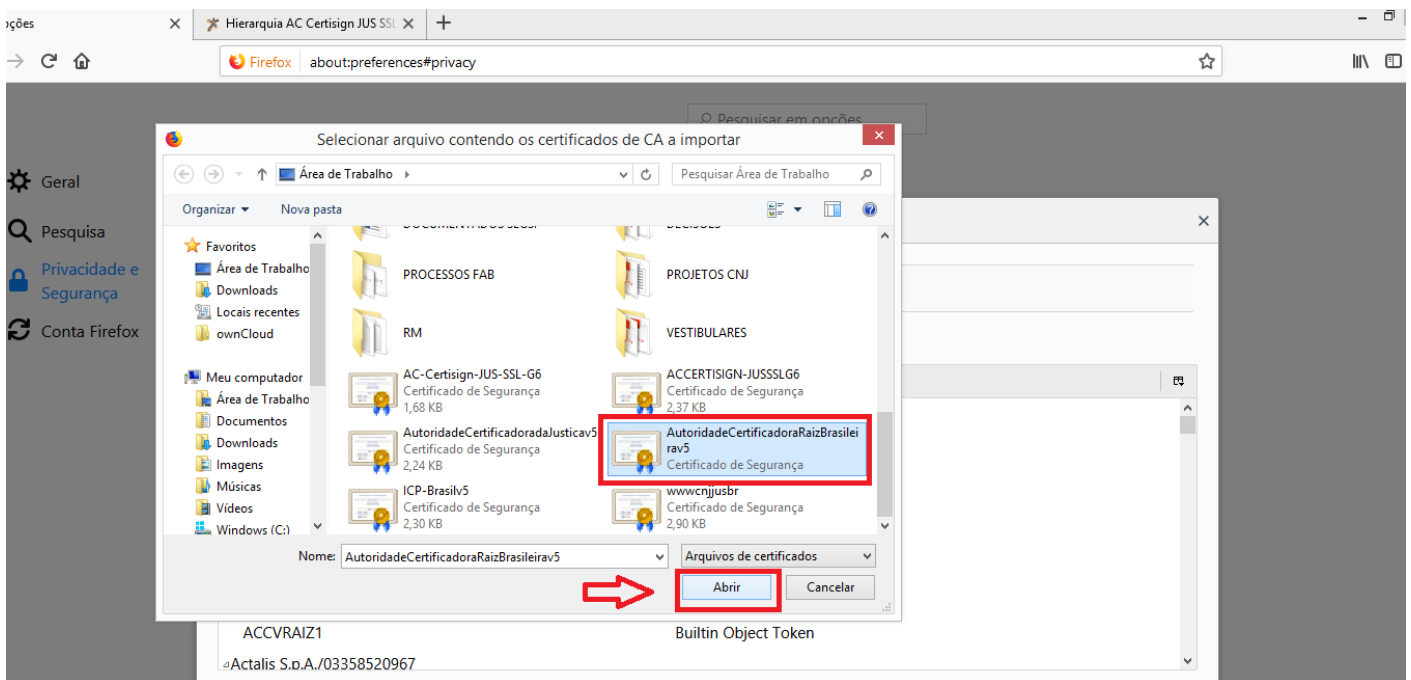 pções
Hierarquia AC Certisign JUS SSL
Firefox
about:preferences#privacy
Pesquisar em opções
Selecionar arquivo contendo os certificados de CA a importar
Área de Trabalho
Pesquisar Área de Trabalho
Geral
Pesquisa
Privacidade e
Segurança
Conta Firefox
Organizar
Nova pasta
Favoritos
Área de Trabalho
Downloads
Locais recentes
ownCloud
Meu computador
Área de Trabalho
Documentos
Downloads
Imagens
Músicas
Vídeos
Windows (C:)
PROCESSOS FAB
PROJETOS CNJ
RM
VESTIBULARES
AC-Certisign-JUS-SSL-G6
Certificado de Segurança
1,68 KB
ACCERTISIGN-JUSSSLG6
Certificado de Segurança
2,37 KB
AutoridadeCertificadoradaJusticav5
Certificado de Segurança
2,24 KB
AutoridadeCertificadoraRaizBrasilei
rav5
Certificado de Segurança
ICP-Brasilv5
Certificado de Segurança
2,30 KB
wwwcnjjusbr
Certificado de Segurança
2,90 KB
Nome:
AutoridadeCertificadoraRaizBrasileirav5
Arquivos de certificados
Abrir
Cancelar
ACCVRAIZ1
Builtin Object Token
Actalis S.p.A./03358520967